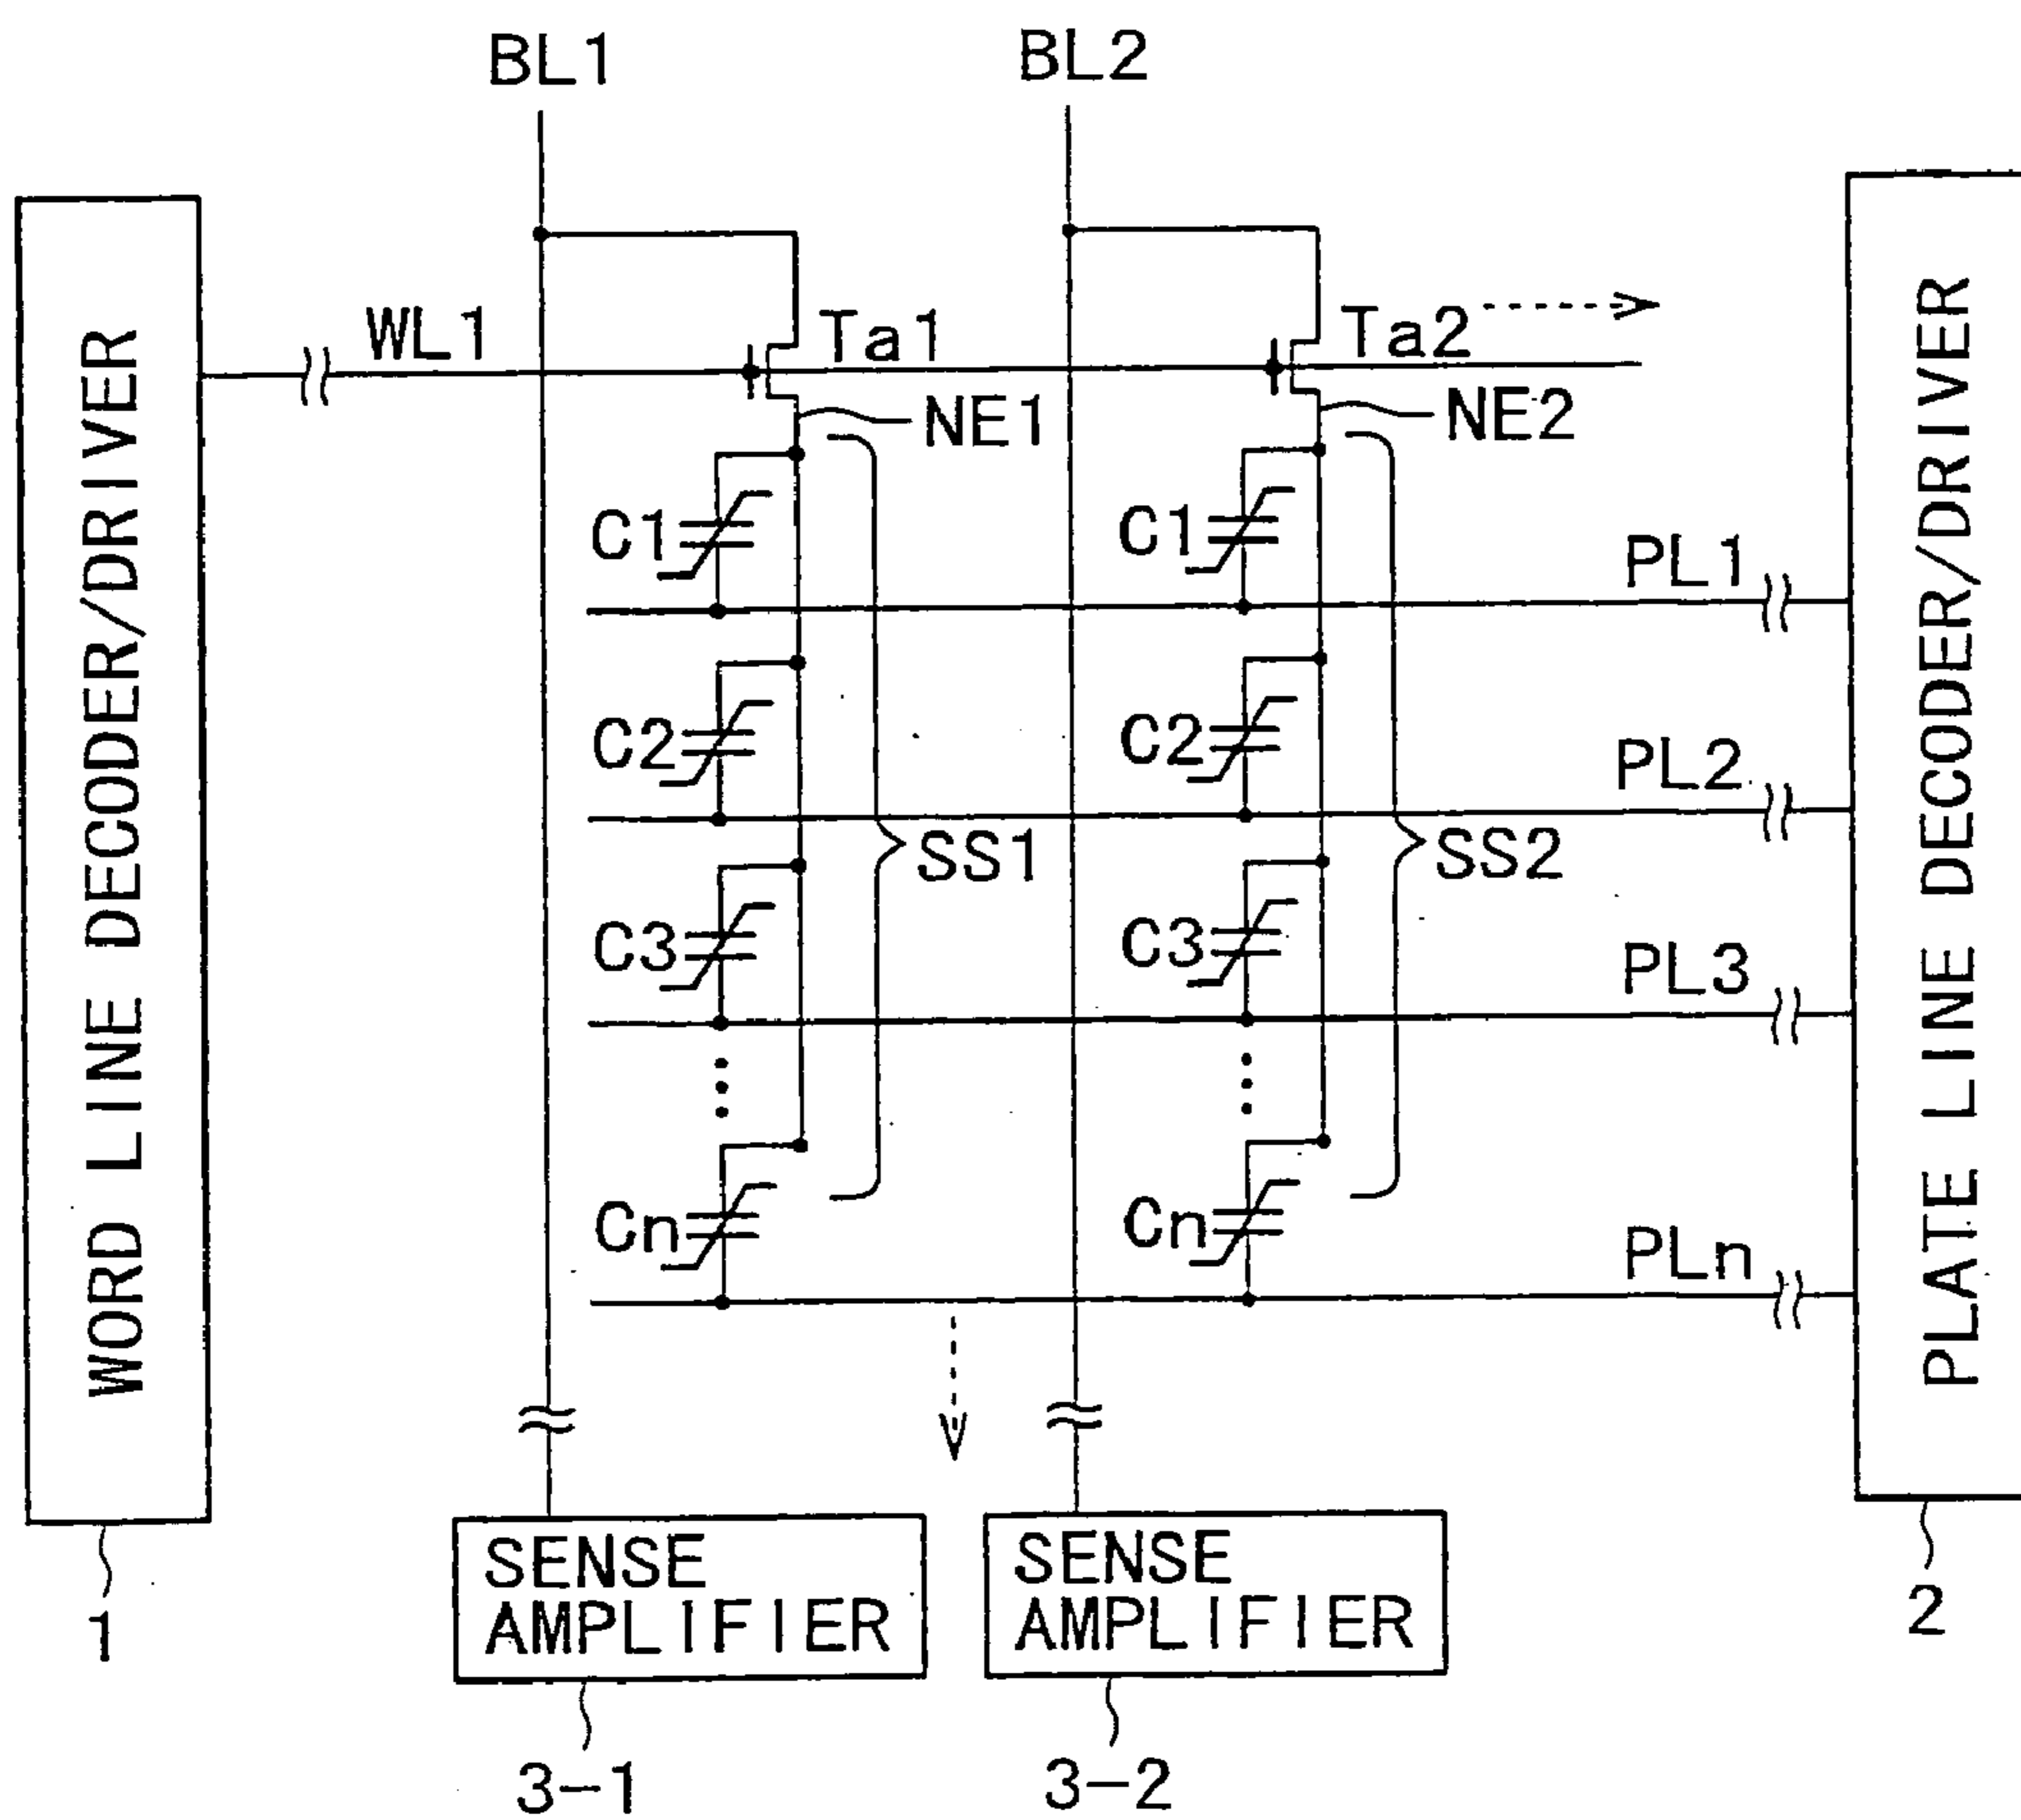 BL1
BL2
WORD LINE DECODER/DRIVER
PLATE LINE DECODER/DRIVER
WL1
Ta1
Ta2
NE1
NE2
C1
C1
PL1
C2
C2
PL2
SS1
SS2
C3
C3
PL3
Cn
Cn
PLn
SENSE
AMPLIFIER
SENSE
AMPLIFIER
1
2
3-1
3-2